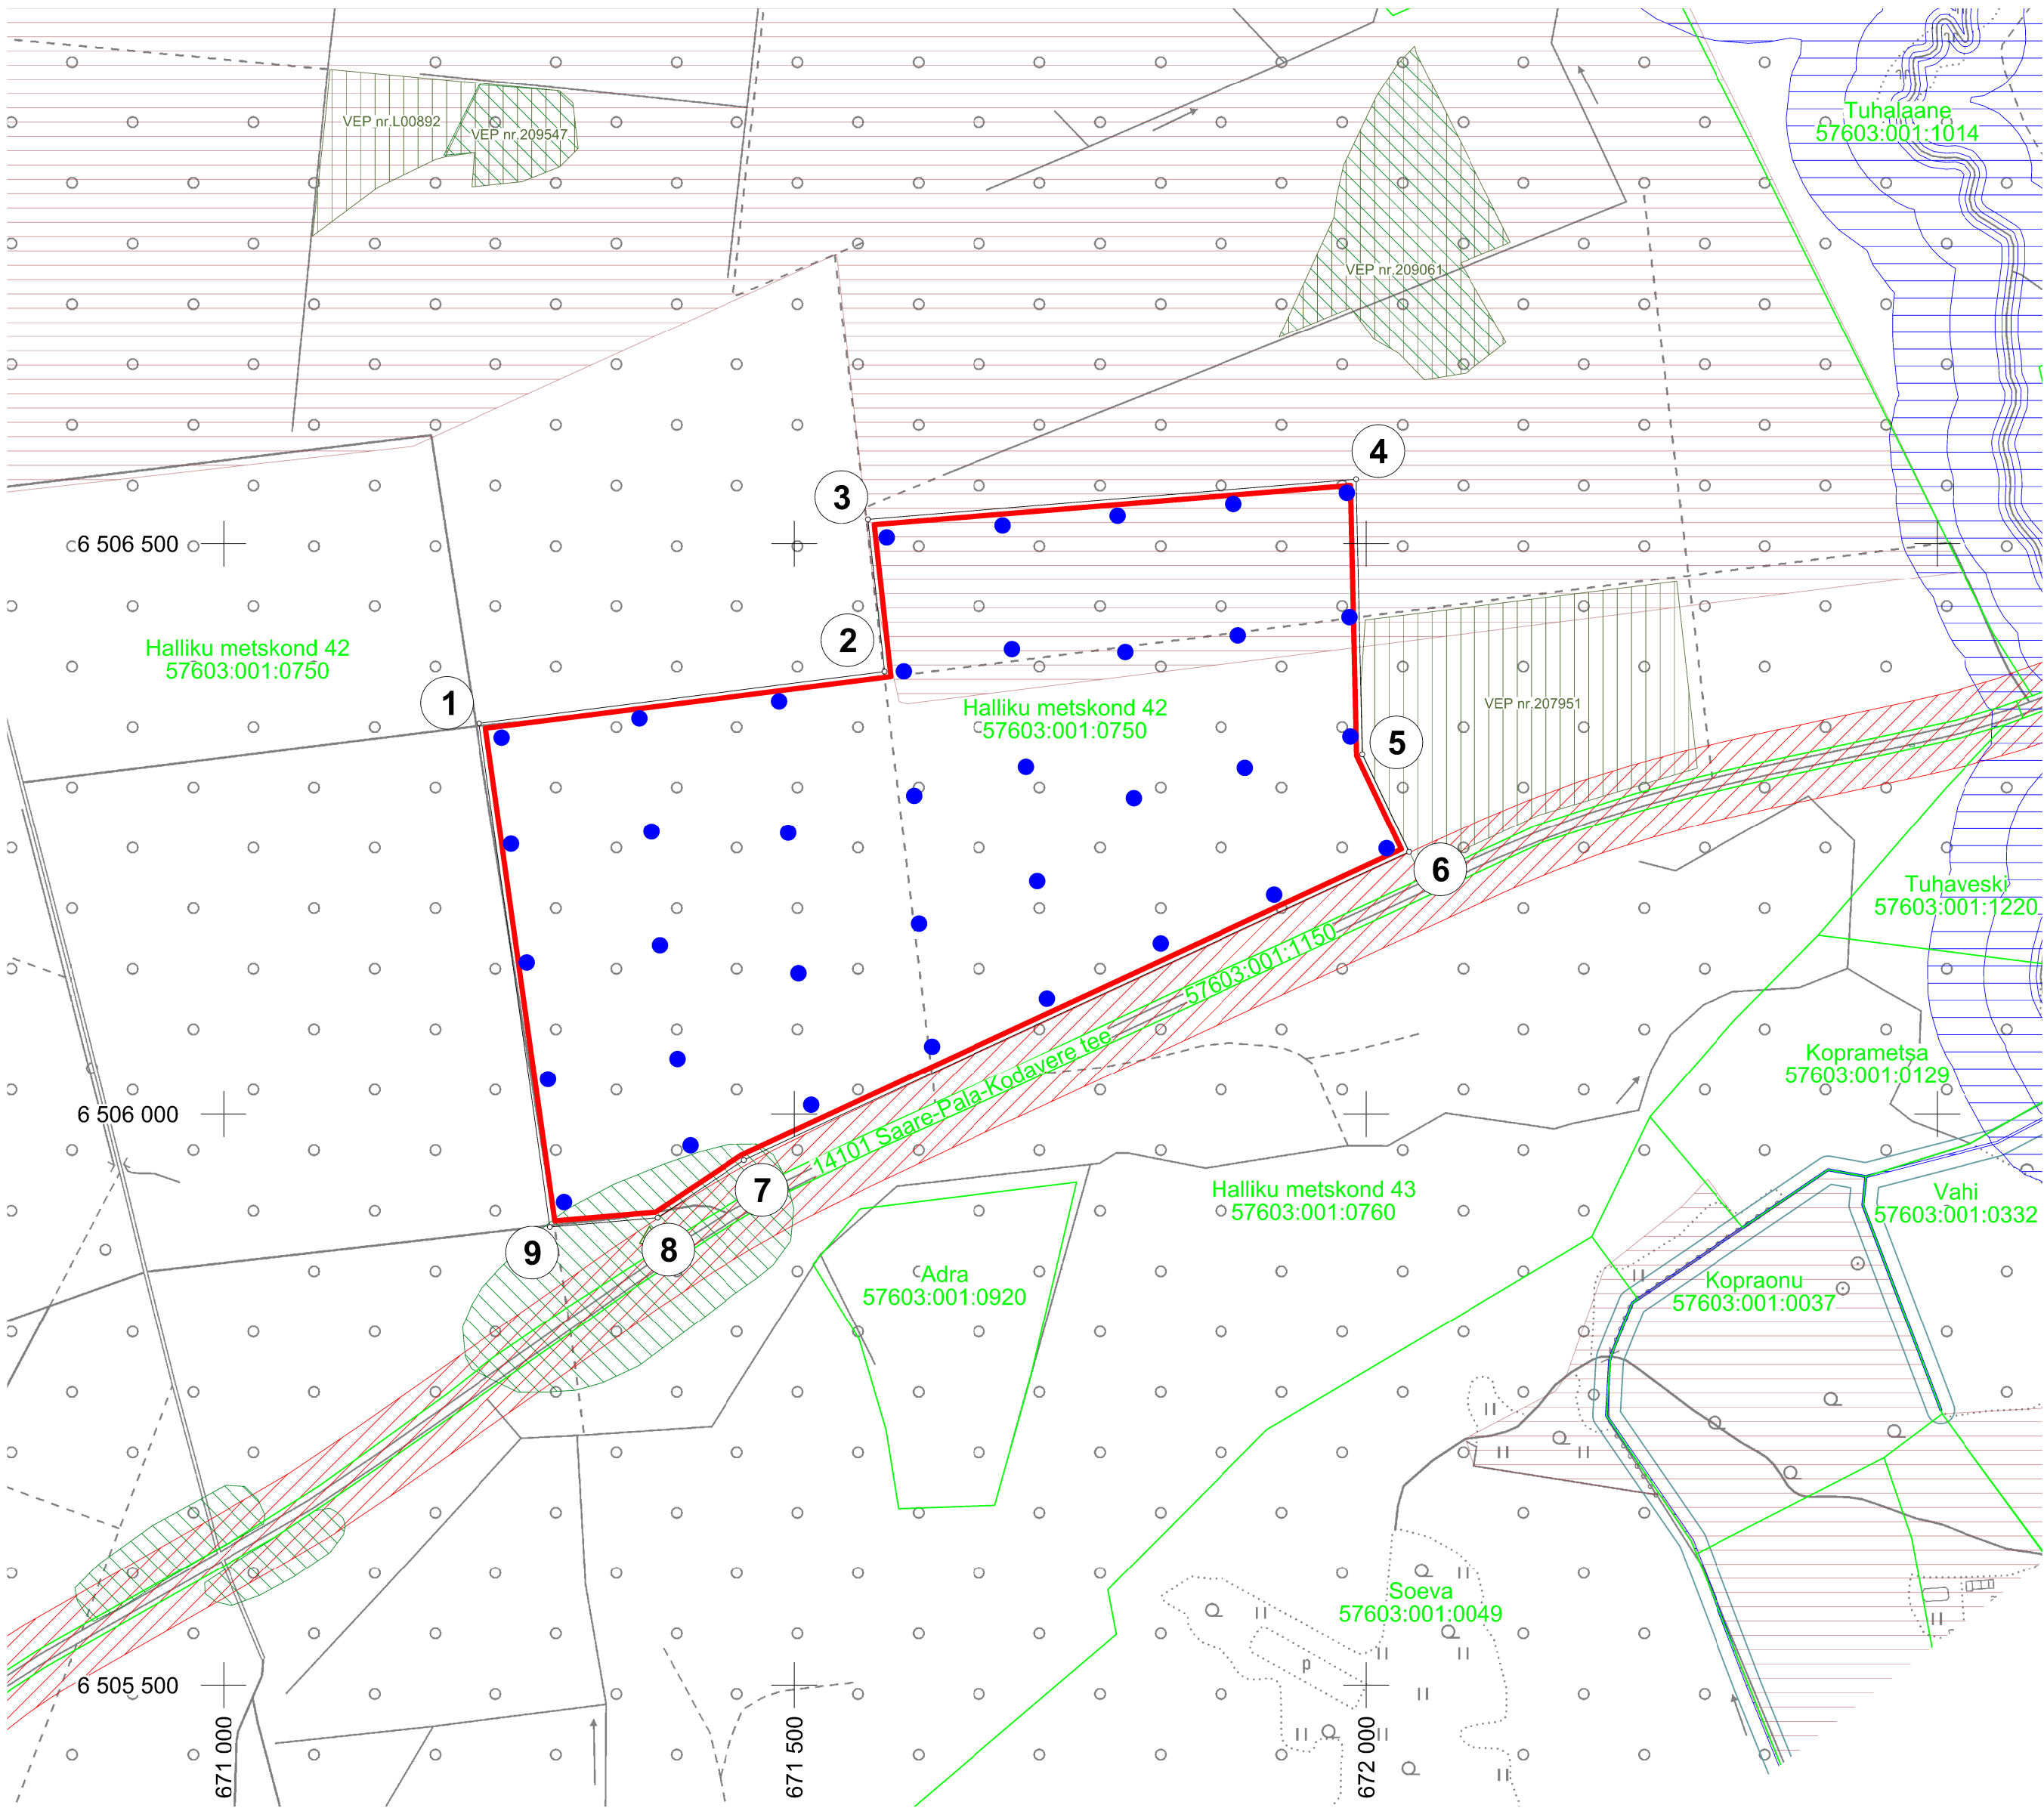 Tuhalaane
57603:001:1014
VEP nr.L00892
VEP nr.209547
VEP nr.209061
4
3
6 506 500
2
Halliku metskond 42
57603:001:0750
1
Halliku metskond 42
57603:001:0750
VEP nr.207951
5
6
Tuhaveski
57603:001:1220
57603:001:1150
14101 Saare-Pala-Kodavere tee
Koprametsa
57603:001:0129
6 506 000
7
Halliku metskond 43
57603:001:0760
Vahi
57603:001:0332
9
8
Adra
57603:001:0920
Kopraonu
57603:001:0037
Soeva
57603:001:0049
p
6 505 500
671 000
671 500
672 000